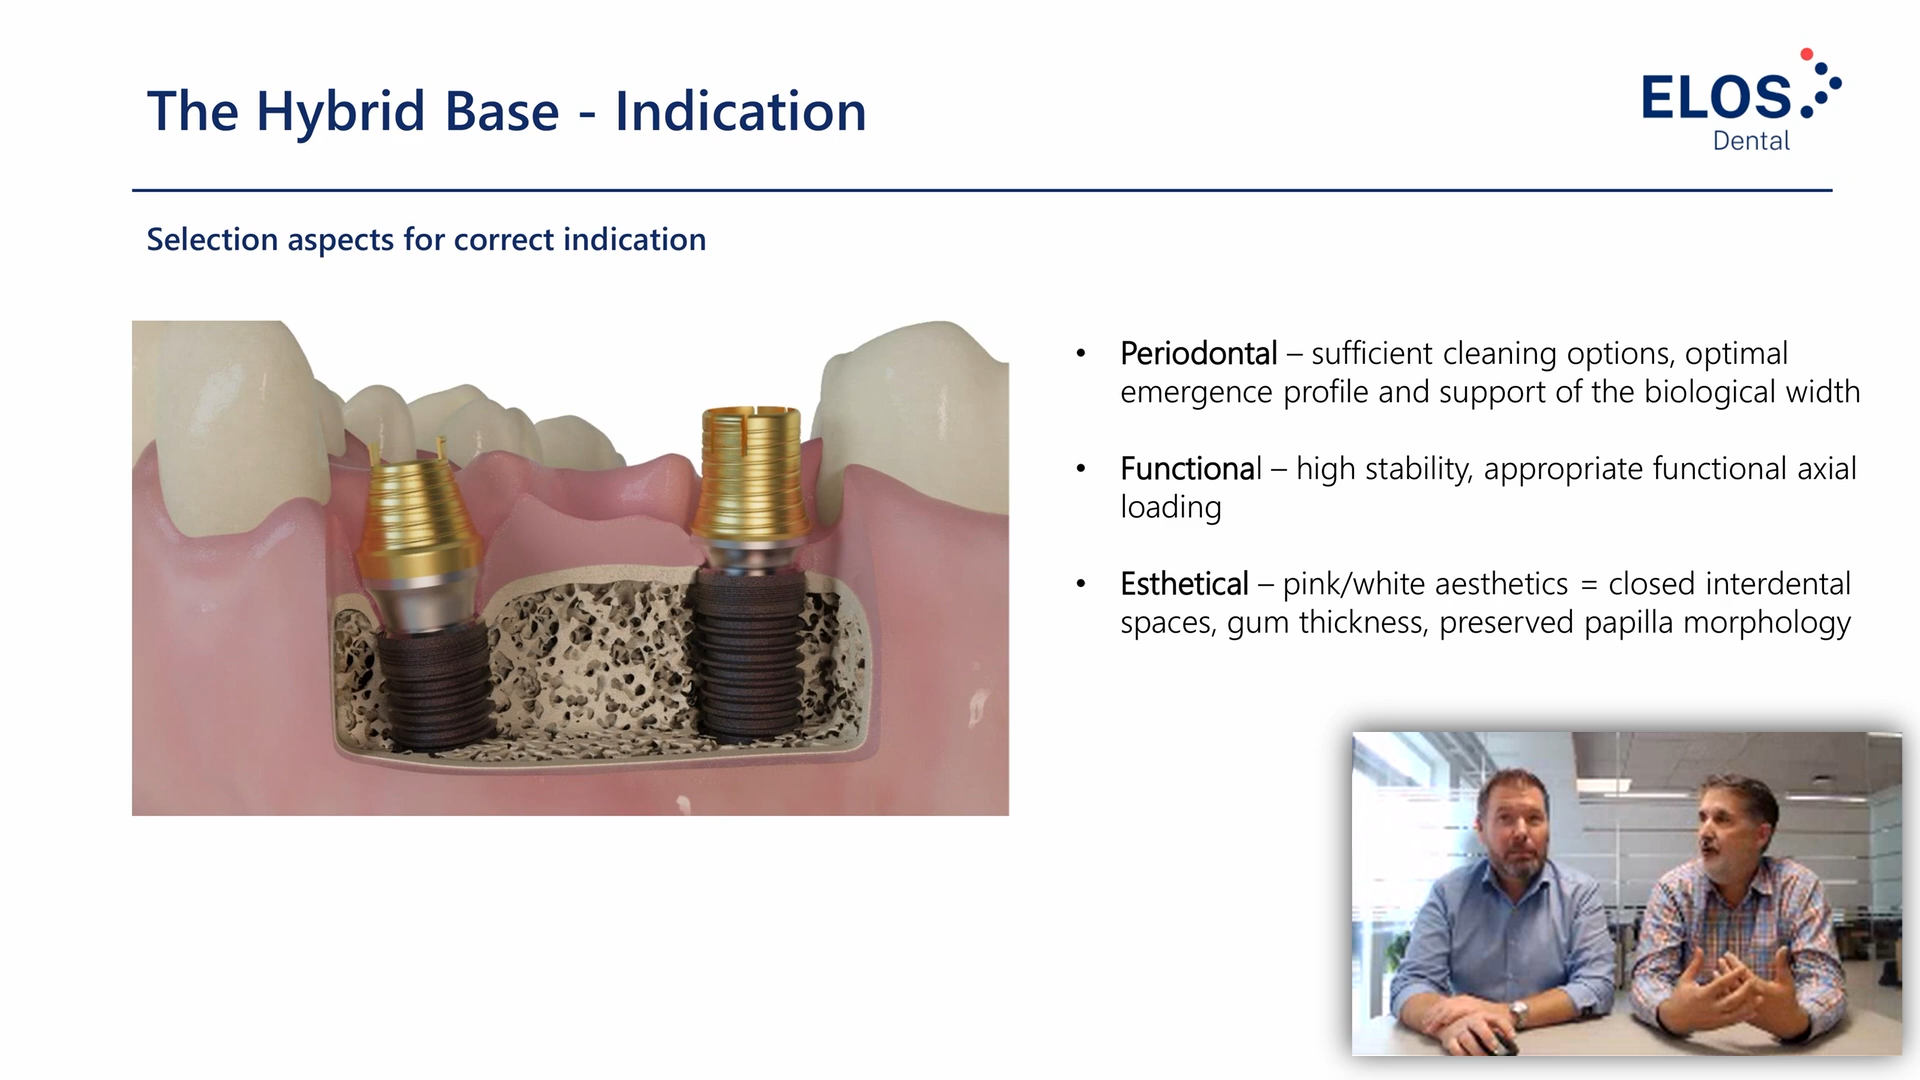 The Hybrid Base - Indication
ELOS
Dental
Selection aspects for correct indication
• Periodontal – sufficient cleaning options, optimal
emergence profile and support of the biological width
• Functional – high stability, appropriate functional axial
loading
• Esthetical – pink/white aesthetics = closed interdental
spaces, gum thickness, preserved papilla morphology